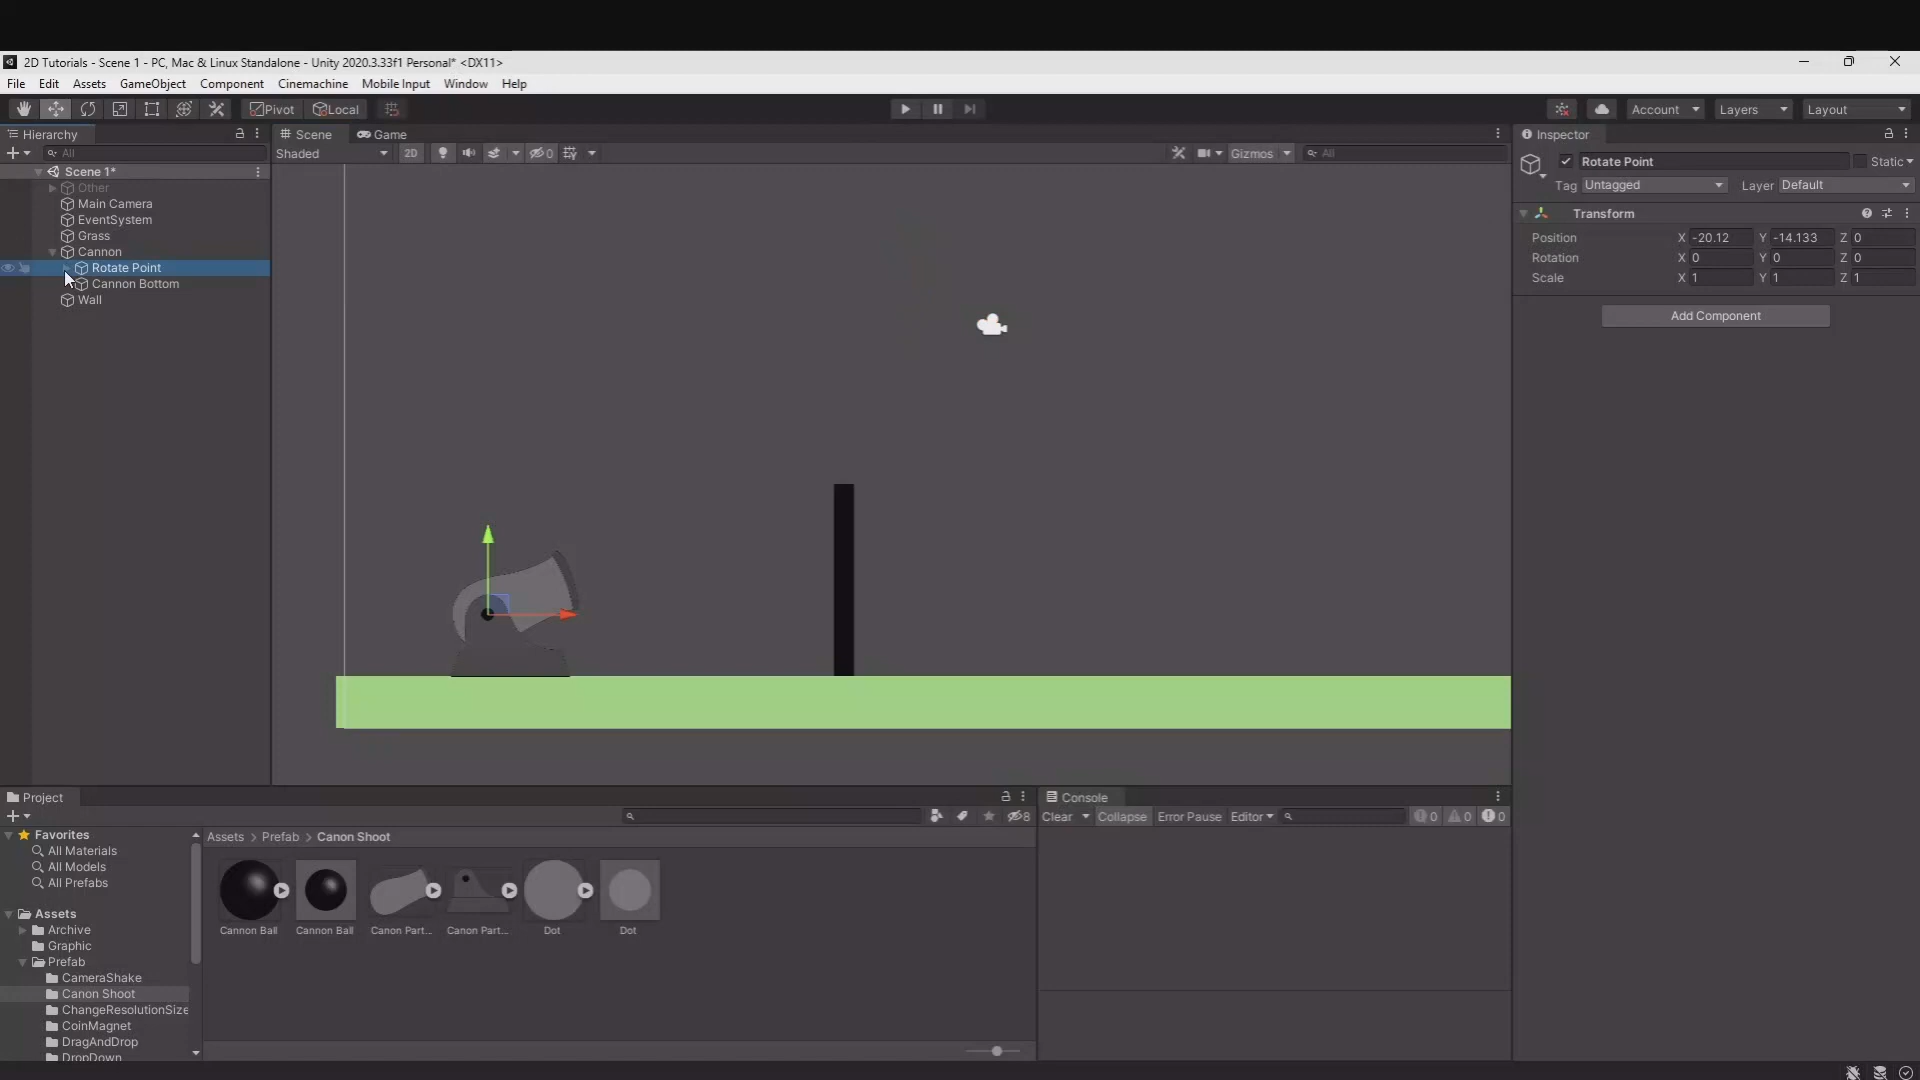 2D Tutorials - Scene 1 - PC, Mac & Linux Standalone - Unity 2020.3.33f1 Personal* <DX11>
File Edit Assets GameObject Component Cinemachine Mobile Input Window Help
Pivot Local Account Layers Layout
Hierarchy Scene Game Inspector
All Shaded 2D 0 Gizmos All Rotate Point Static
Scene 1*
Tag Untagged Layer Default
Other
Main Camera
EventSystem
Grass
Cannon
Rotate Point
Cannon Bottom
Wall
Transform
Position X -20.12 Y -14.133 Z 0
Rotation X 0 Y 0 Z 0
Scale X 1 Y 1 Z 1
Add Component
Project Console
8 Clear Collapse Error Pause Editor 0 0 0
Favorites
All Materials
All Models
All Prefabs
Assets
Archive
Graphic
Prefab
CameraShake
Canon Shoot
ChangeResolutionSize
CoinMagnet
DragAndDrop
DropDown
Assets > Prefab > Canon Shoot
Cannon Ball Cannon Ball Cannon Part... Cannon Part... Dot Dot